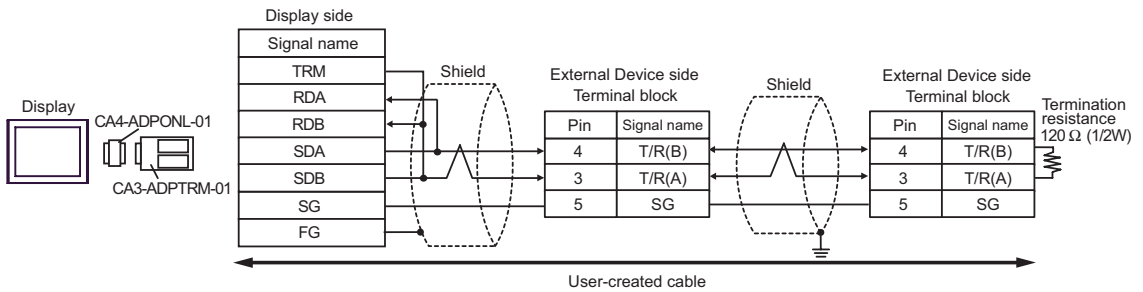 Display side
Signal name
TRM
RDA
RDB
SDA
SDB
SG
FG
Display
CA4-ADPONL-01
CA3-ADPTRM-01
Shield
External Device side
Terminal block
Pin Signal name
4 T/R(B)
3 T/R(A)
5 SG
Shield
External Device side
Terminal block
Pin Signal name
4 T/R(B)
3 T/R(A)
5 SG
Termination
resistance
120 Ω (1/2W)
User-created cable